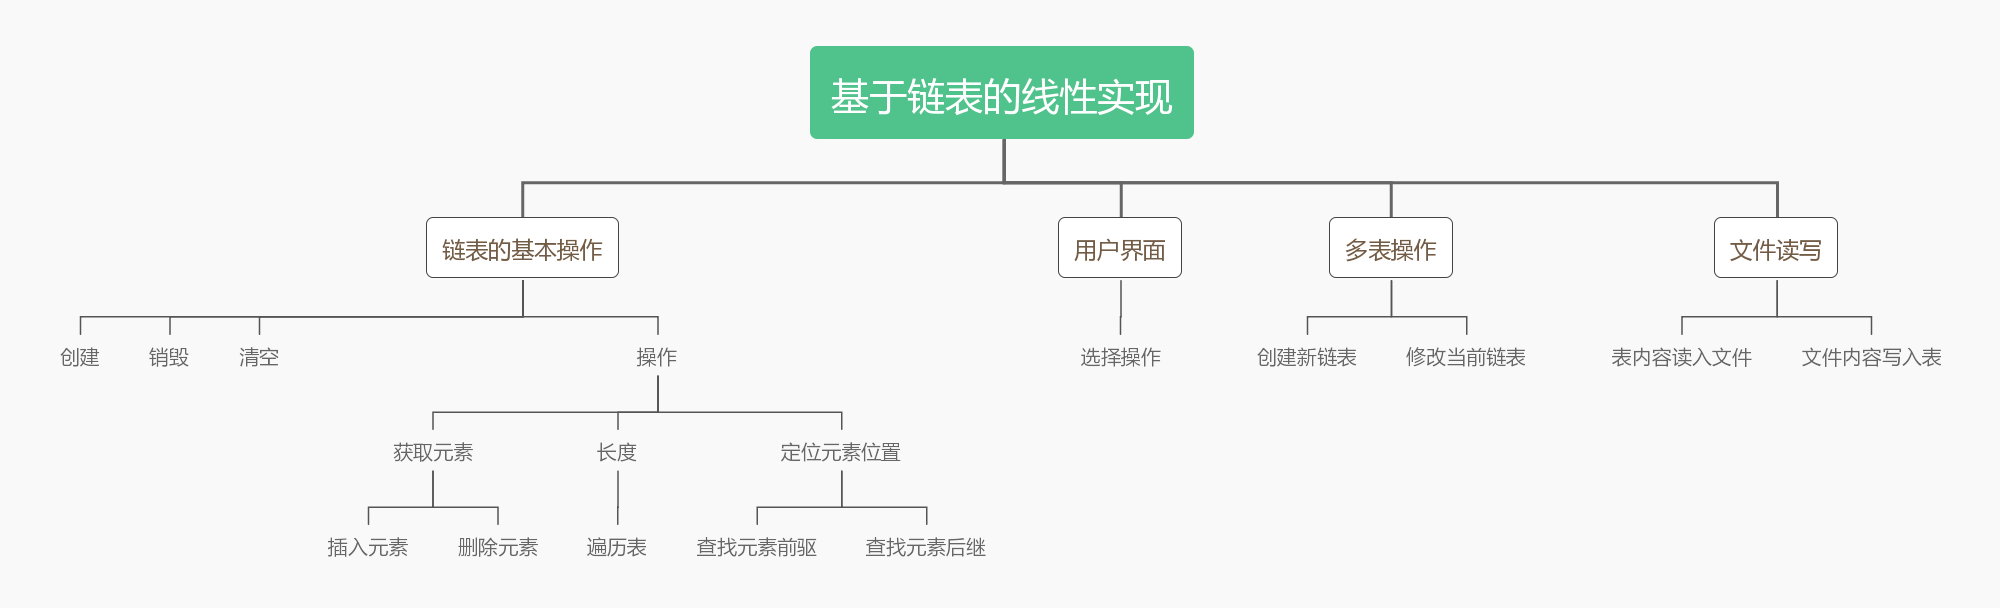 基于链表的线性实现
链表的基本操作
用户界面
多表操作
文件读写
创建
销毁
清空
操作
选择操作
创建新链表
修改当前链表
表内容读入文件
文件内容写入表
获取元素
长度
定位元素位置
插入元素
删除元素
遍历表
查找元素前驱
查找元素后继